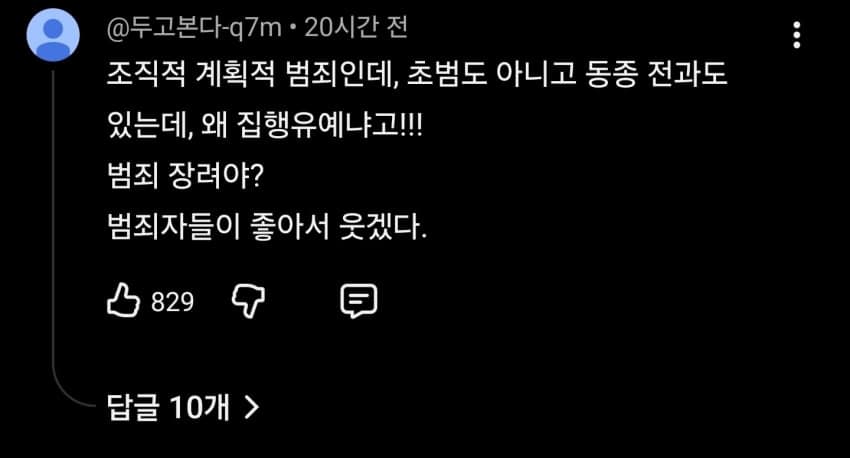 @두고본다-q7m • 20시간 전
조직적 계획적 범죄인데, 초범도 아니고 동종 전과도
있는데, 왜 집행유예냐고!!!
범죄 장려야?
범죄자들이 좋아서 웃겠다.
829
답글 10개